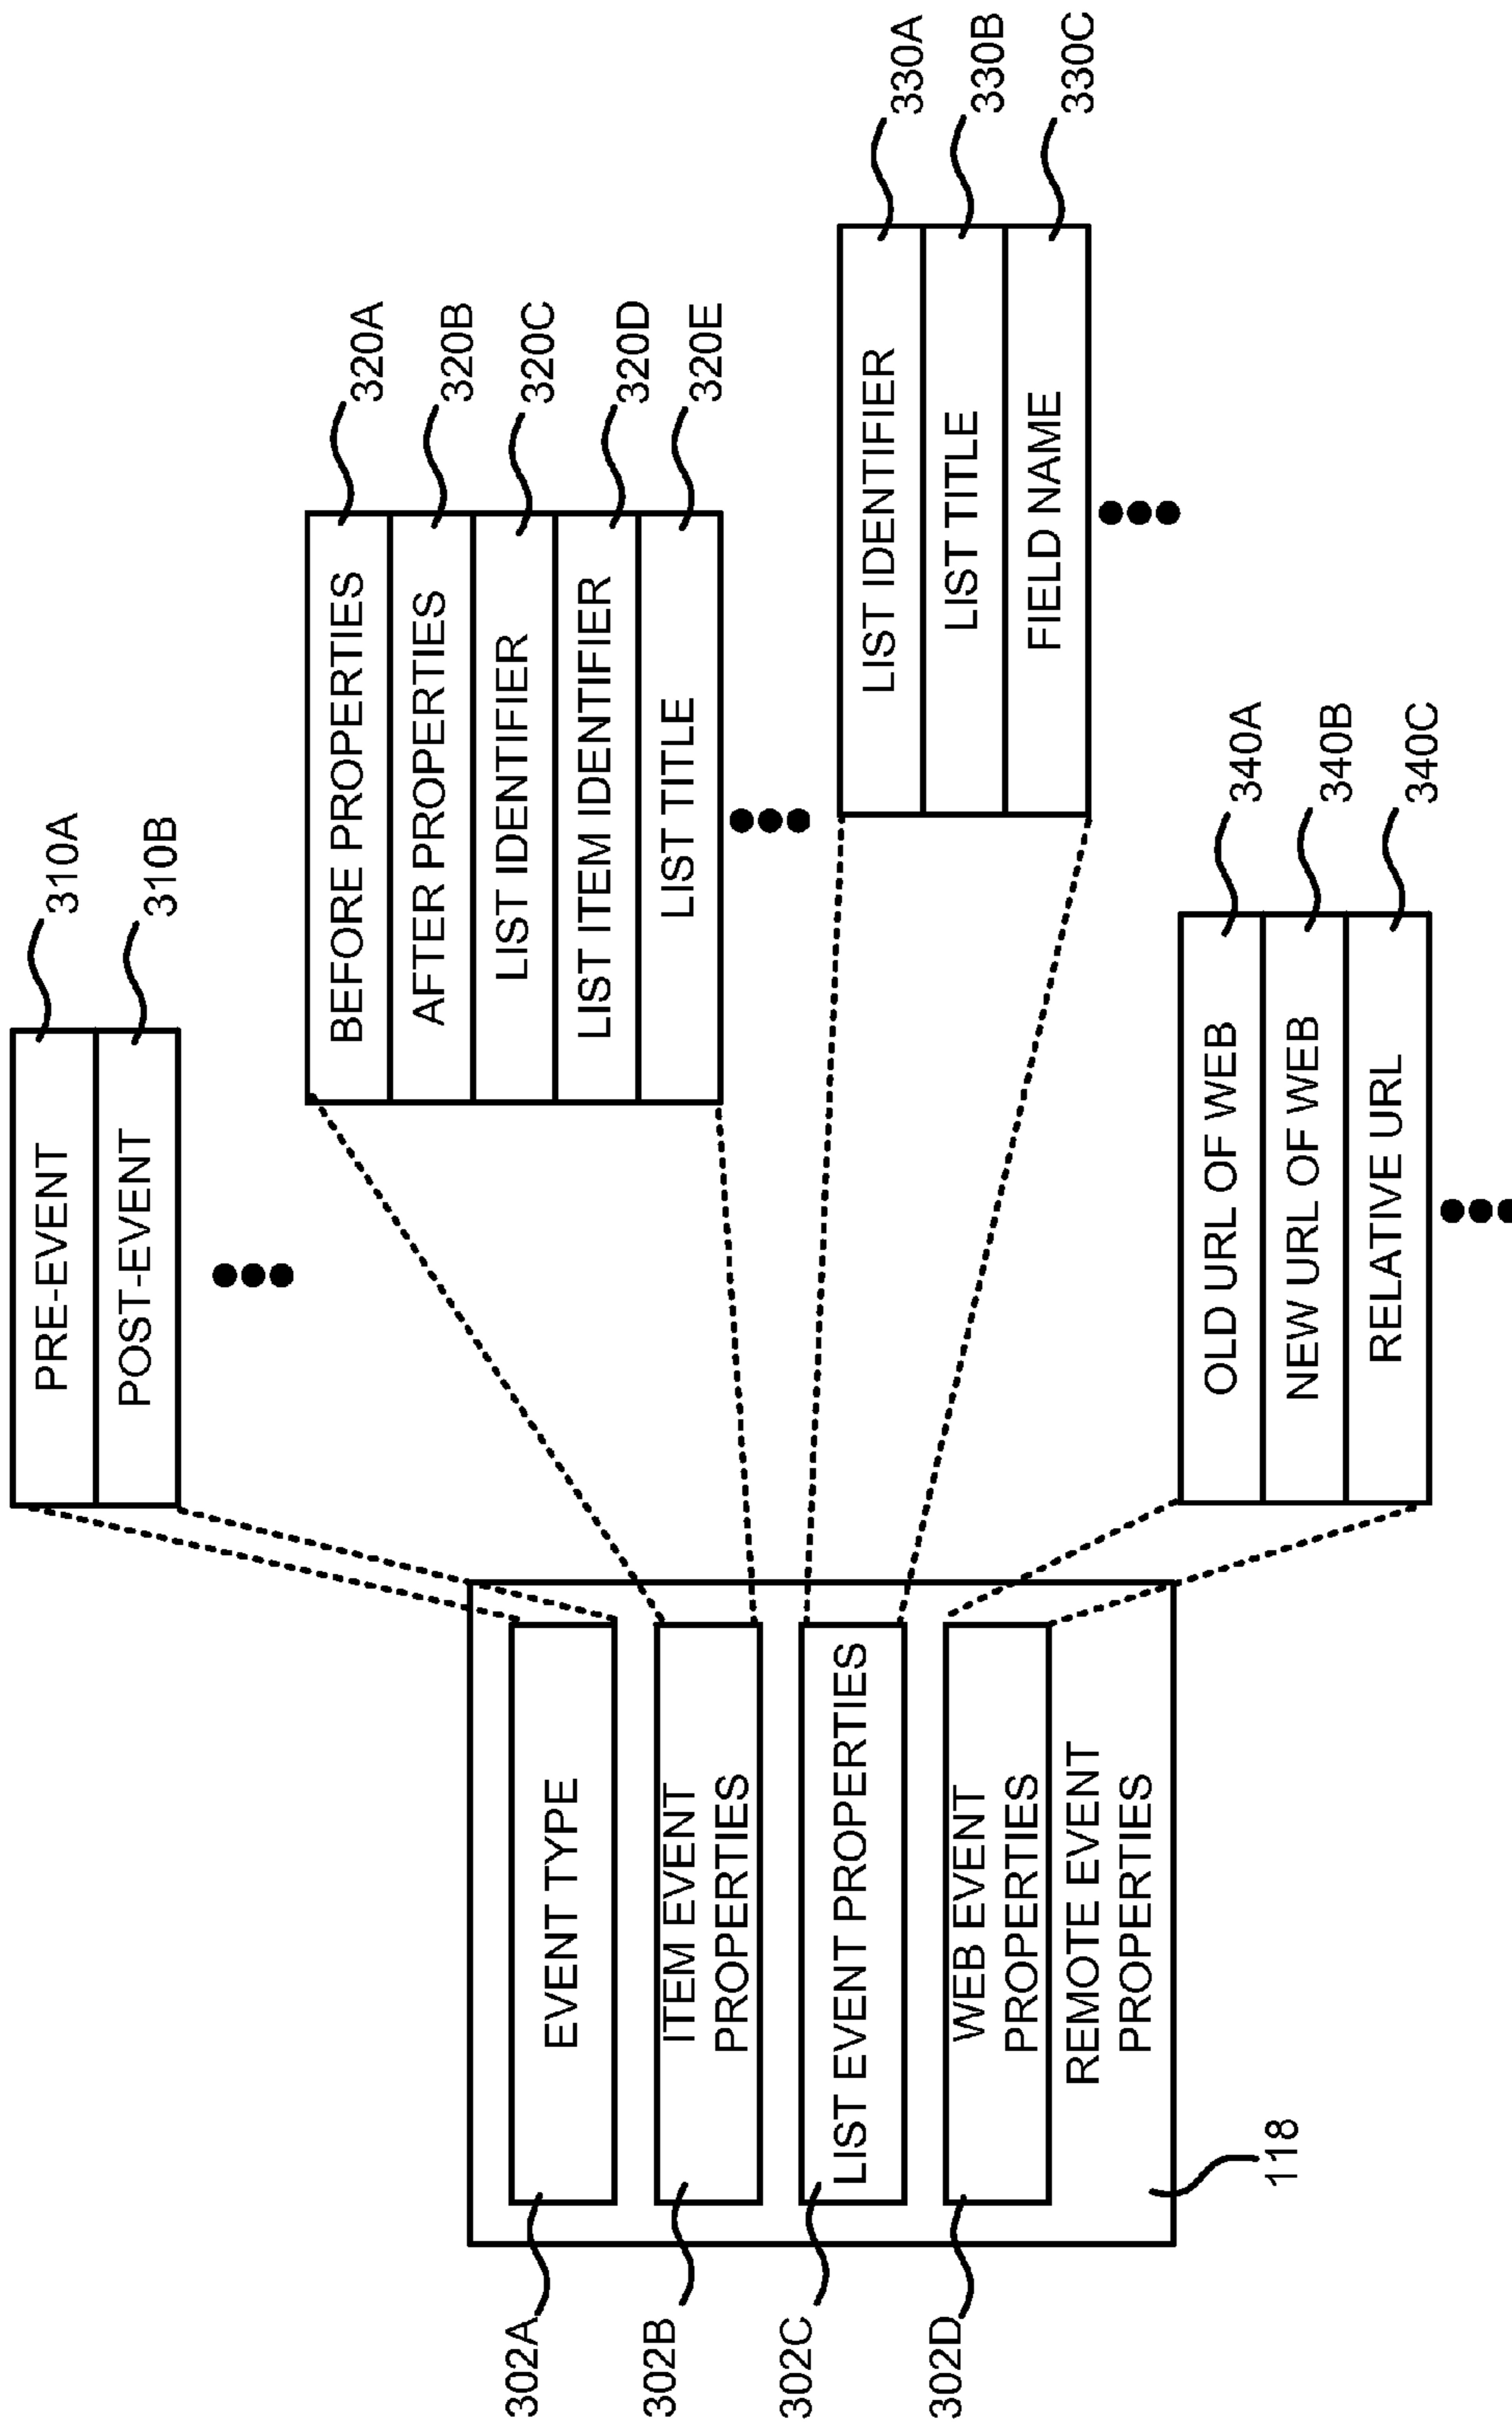 302A
EVENT TYPE
302B
ITEM EVENT
PROPERTIES
302C
LIST EVENT PROPERTIES
302D
WEB EVENT
PROPERTIES
REMOTE EVENT
PROPERTIES
118
PRE-EVENT
310A
POST-EVENT
310B
BEFORE PROPERTIES
320A
AFTER PROPERTIES
320B
LIST IDENTIFIER
320C
LIST ITEM IDENTIFIER
320D
LIST TITLE
320E
LIST IDENTIFIER
330A
LIST TITLE
330B
FIELD NAME
330C
OLD URL OF WEB
340A
NEW URL OF WEB
340B
RELATIVE URL
340C